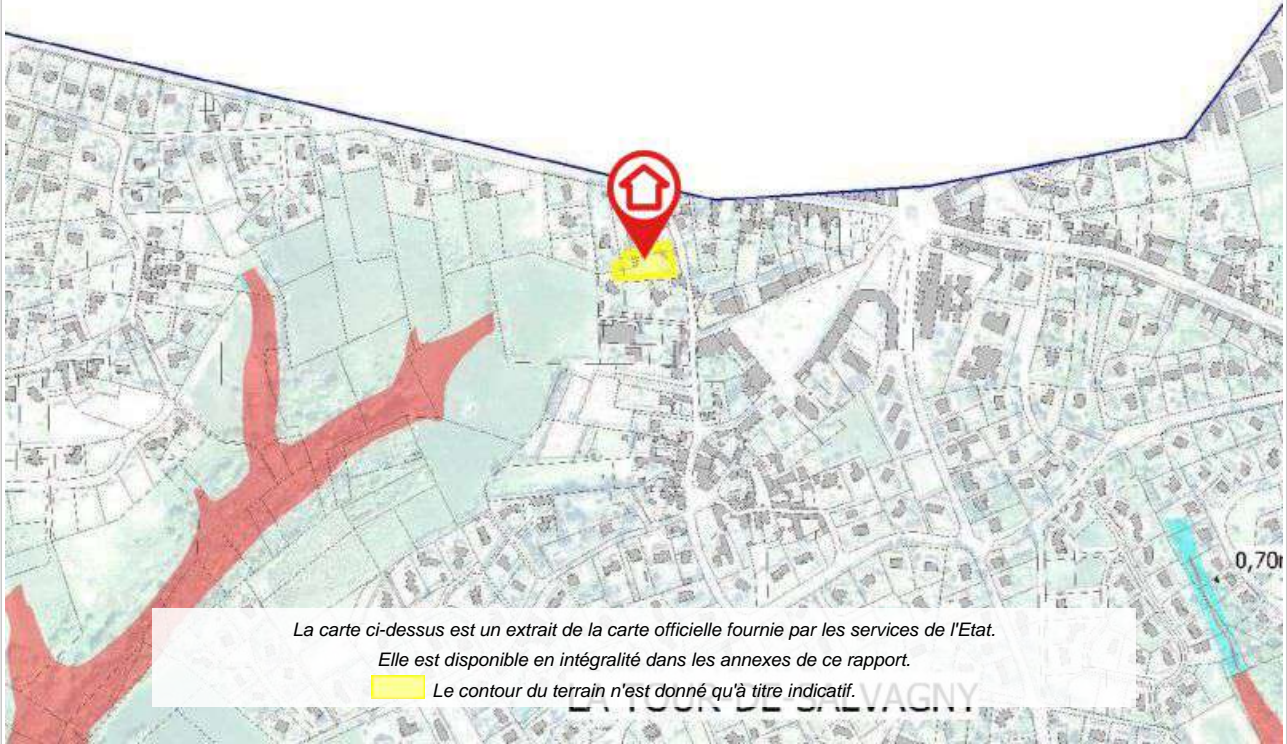 0,70
La carte ci-dessus est un extrait de la carte officielle fournie par les services de l'Etat.
Elle est disponible en intégralité dans les annexes de ce rapport.
Le contour du terrain n'est donné qu'à titre indicatif.
LA TOUR-DE-SALVAGNY